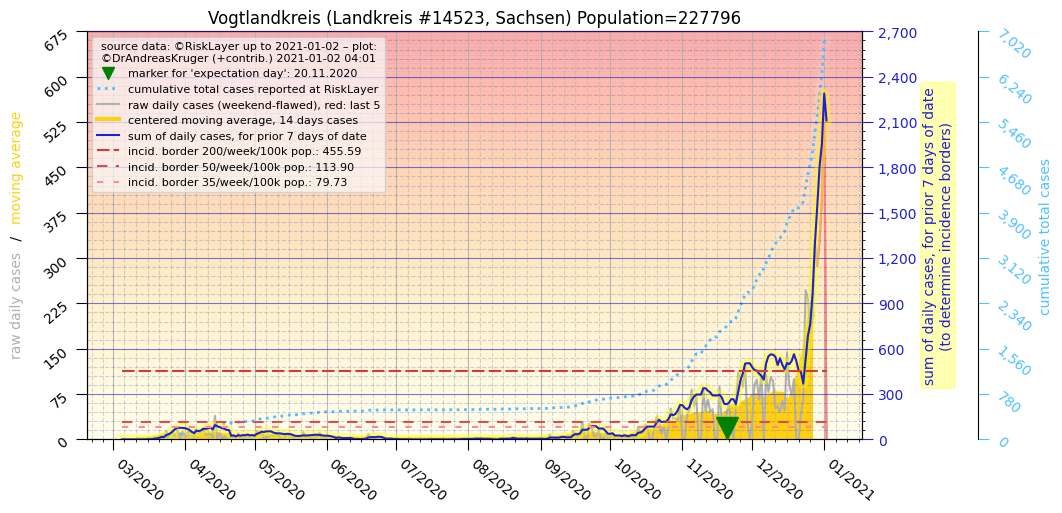 Vogtlandkreis (Landkreis #14523, Sachsen) Population=227796
source data: ©RiskLayer up to 2021-01-02 – plot:
©DrAndreasKruger (+contrib.) 2021-01-02 04:01
marker for 'expectation day': 20.11.2020
cumulative total cases reported at RiskLayer
raw daily cases (weekend-flawed), red: last 5
centered moving average, 14 days cases
sum of daily cases, for prior 7 days of date
incid. border 200/week/100k pop.: 455.59
incid. border 50/week/100k pop.: 113.90
incid. border 35/week/100k pop.: 79.73
raw daily cases / moving average
675
600
525
450
375
300
225
150
75
0
03/2020
04/2020
05/2020
06/2020
07/2020
08/2020
09/2020
10/2020
11/2020
12/2020
01/2021
2,700
2,400
2,100
1,800
1,500
1,200
900
600
300
0
sum of daily cases, for prior 7 days of date
(to determine incidence borders)
7,020
6,240
5,460
4,680
3,900
3,120
2,340
1,560
780
0
cumulative total cases